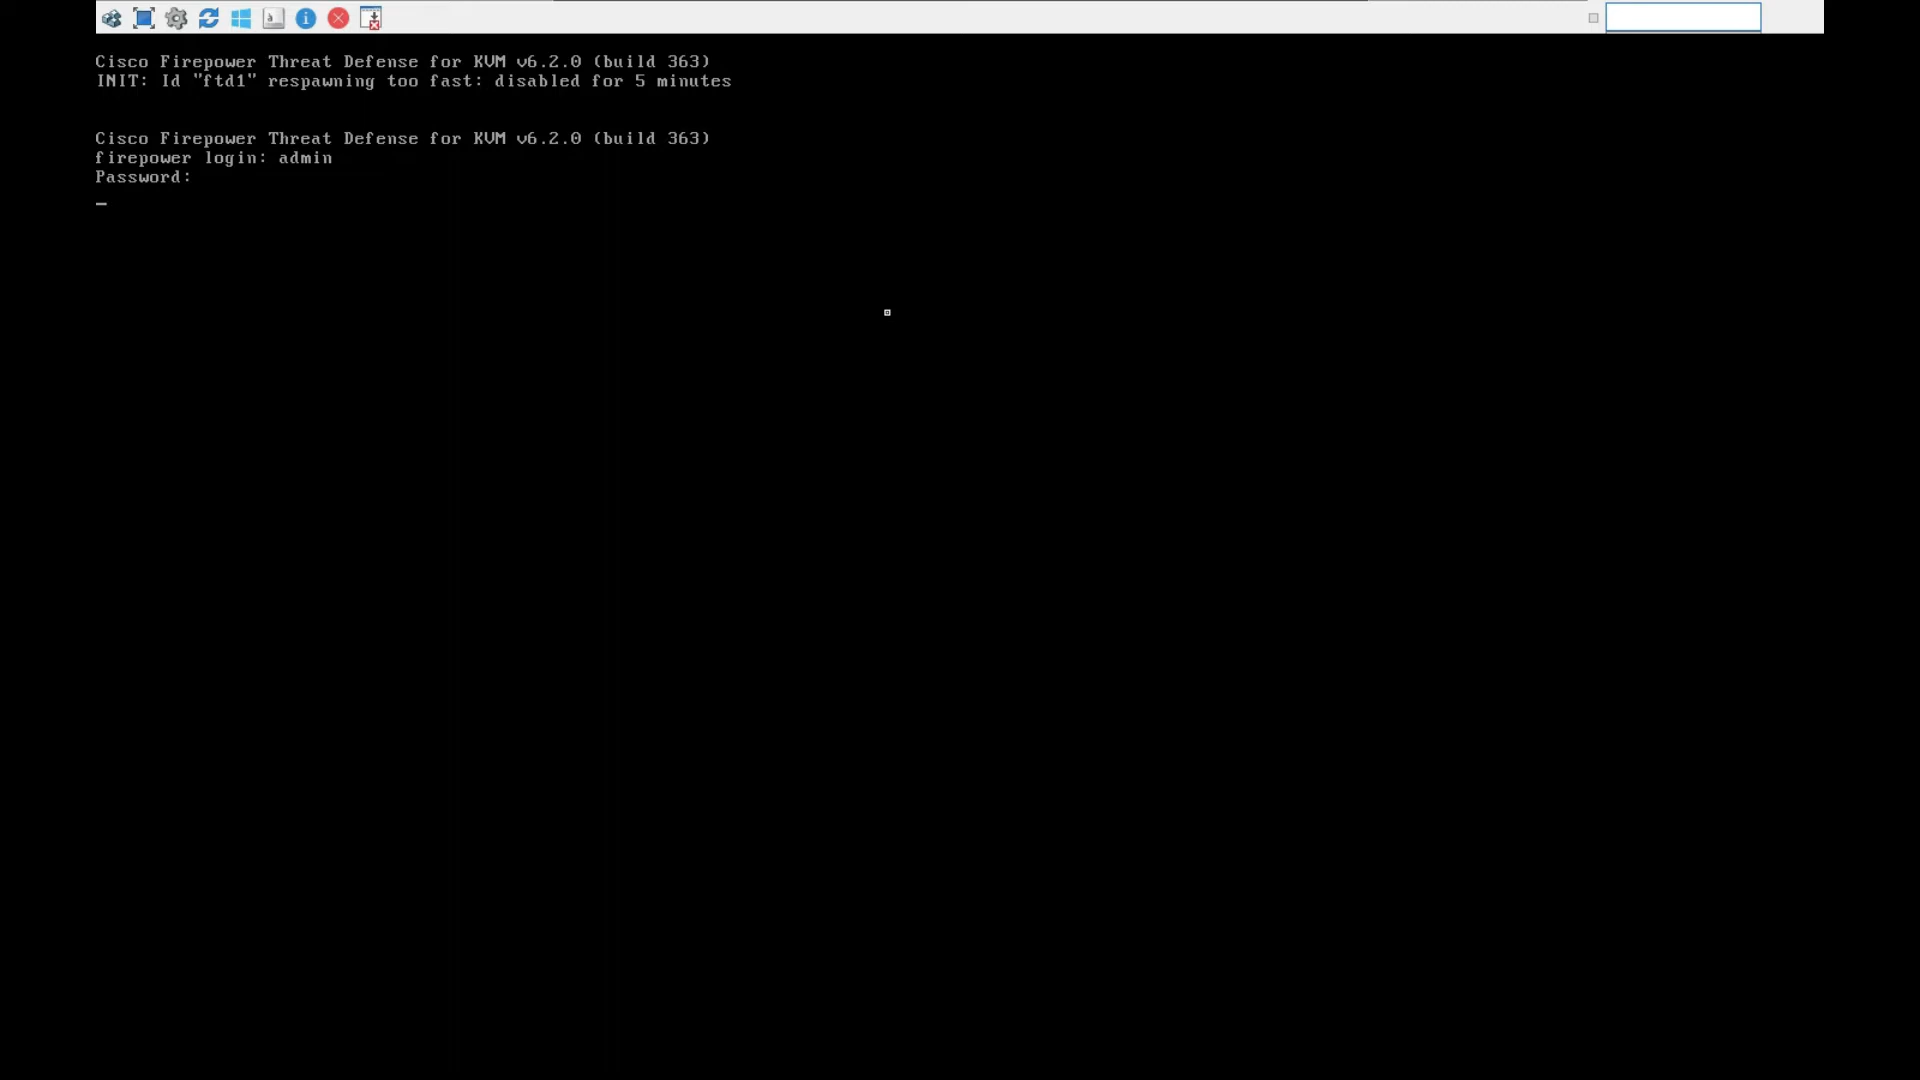 Cisco Firepower Threat Defense for KVM v6.2.0 (build 363)
INIT: Id "ftd1" respawning too fast: disabled for 5 minutes
Cisco Firepower Threat Defense for KVM v6.2.0 (build 363)
firepower login: admin
Password: